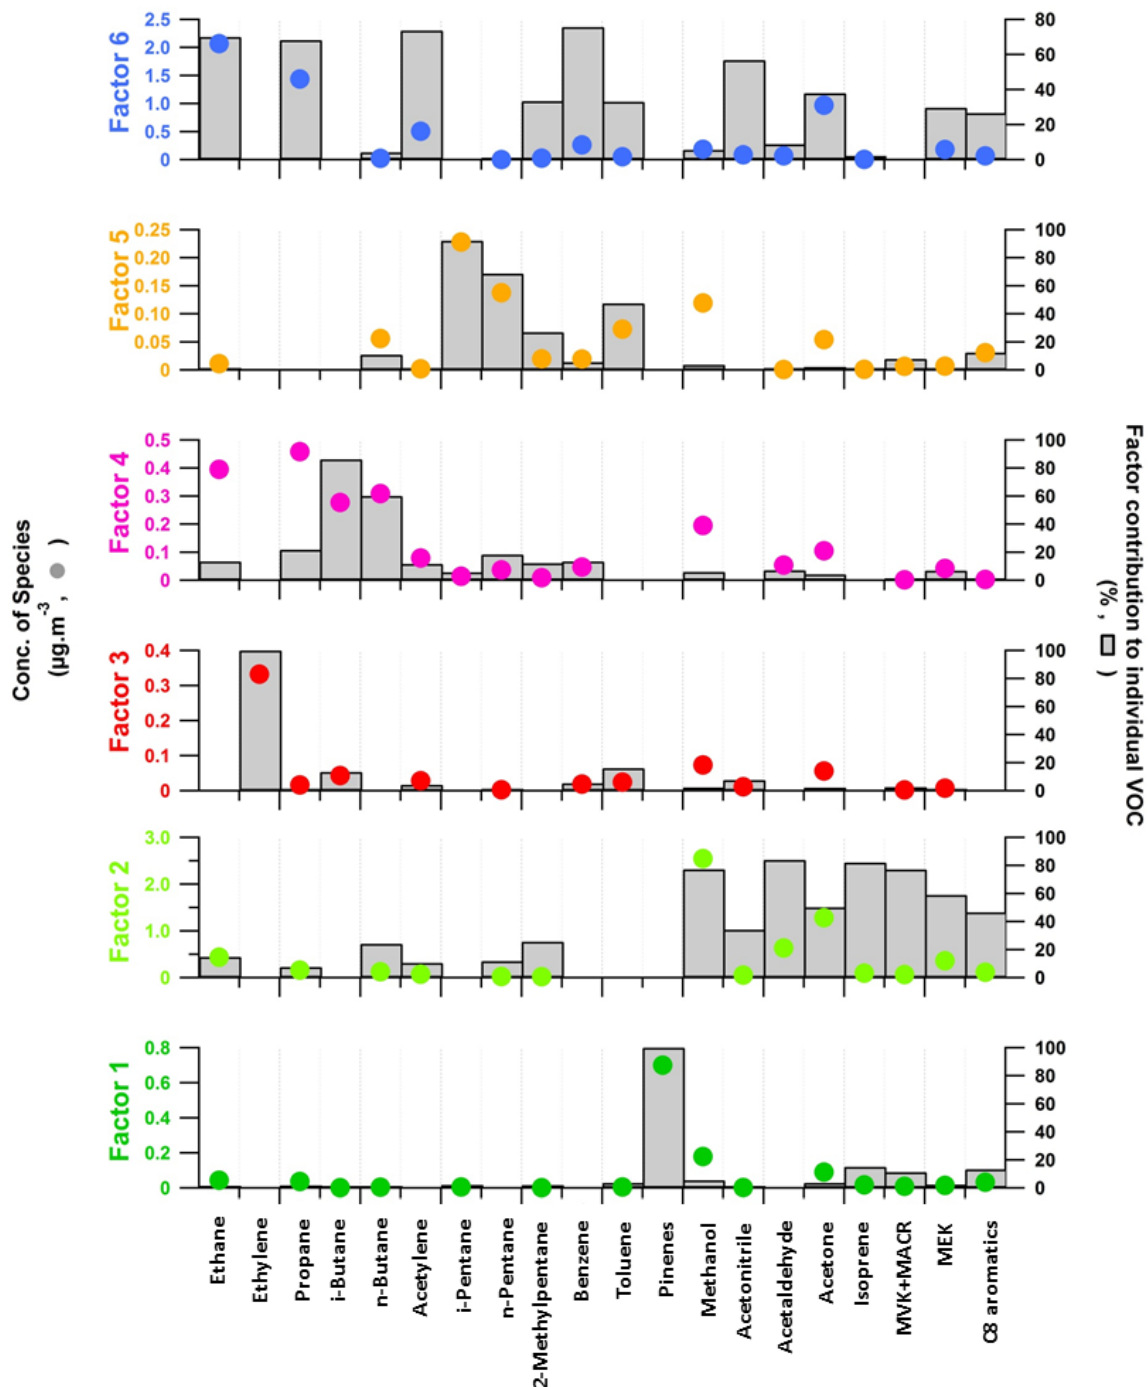 Factor 6
2.5
2.0
1.5
1.0
0.5
0
80
60
40
20
0
Factor 5
0.25
0.20
0.15
0.10
0.05
0
100
80
60
40
20
0
Factor 4
0.5
0.4
0.3
0.2
0.1
0
100
80
60
40
20
0
Factor 3
0.4
0.3
0.2
0.1
0
100
80
60
40
20
0
Factor 2
3.0
2.0
1.0
0
100
80
60
40
20
0
Factor 1
0.8
0.6
0.4
0.2
0
100
80
60
40
20
0
Conc. of Species
(µg.m-3, )
Factor contribution to individual VOC
(%, )
Ethane
Ethylene
Propane
i-Butane
n-Butane
Acetylene
i-Pentane
n-Pentane
2-Methylpentane
Benzene
Toluene
Pinenes
Methanol
Acetonitrile
Acetaldehyde
Acetone
Isoprene
MVK+MACR
MEK
C8 aromatics